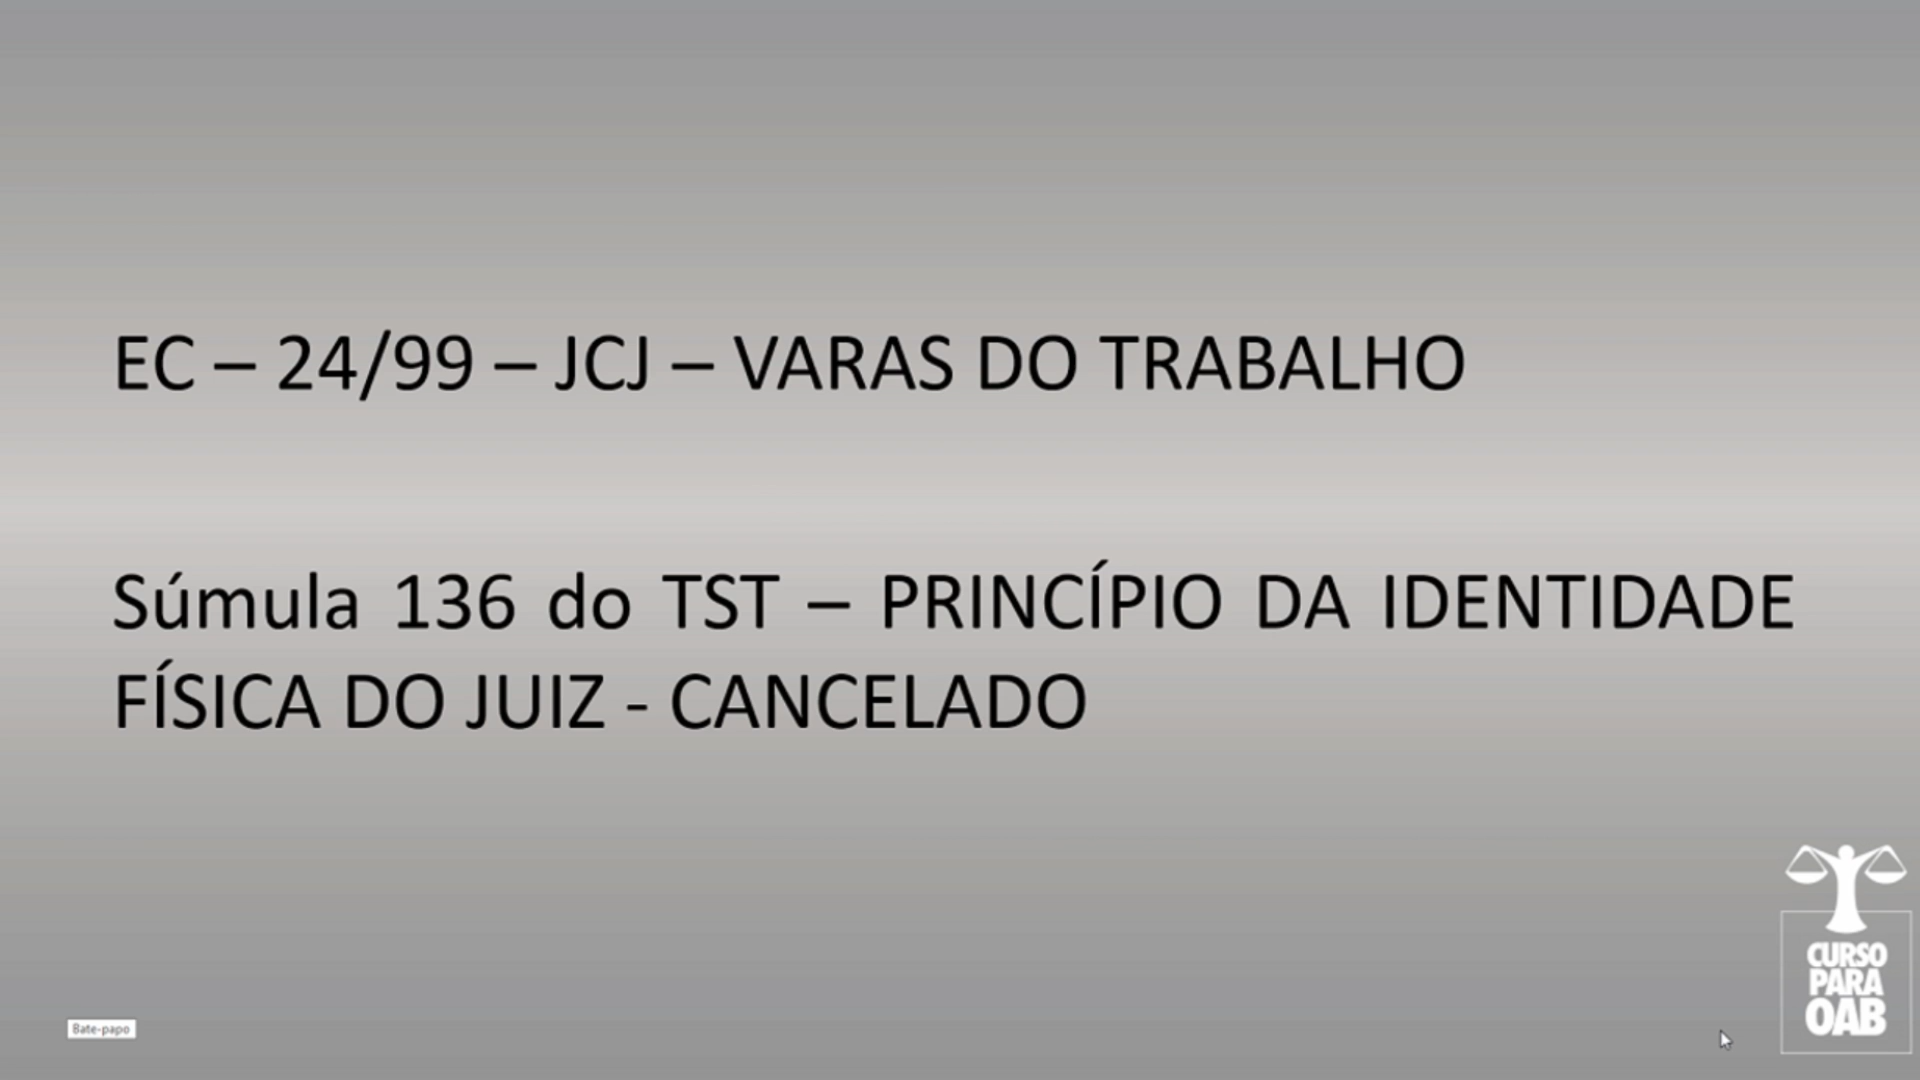 EC – 24/99 – JCJ – VARAS DO TRABALHO
Súmula 136 do TST – PRINCÍPIO DA IDENTIDADE
FÍSICA DO JUIZ - CANCELADO
Bate-papo
CURSO
PARA
OAB